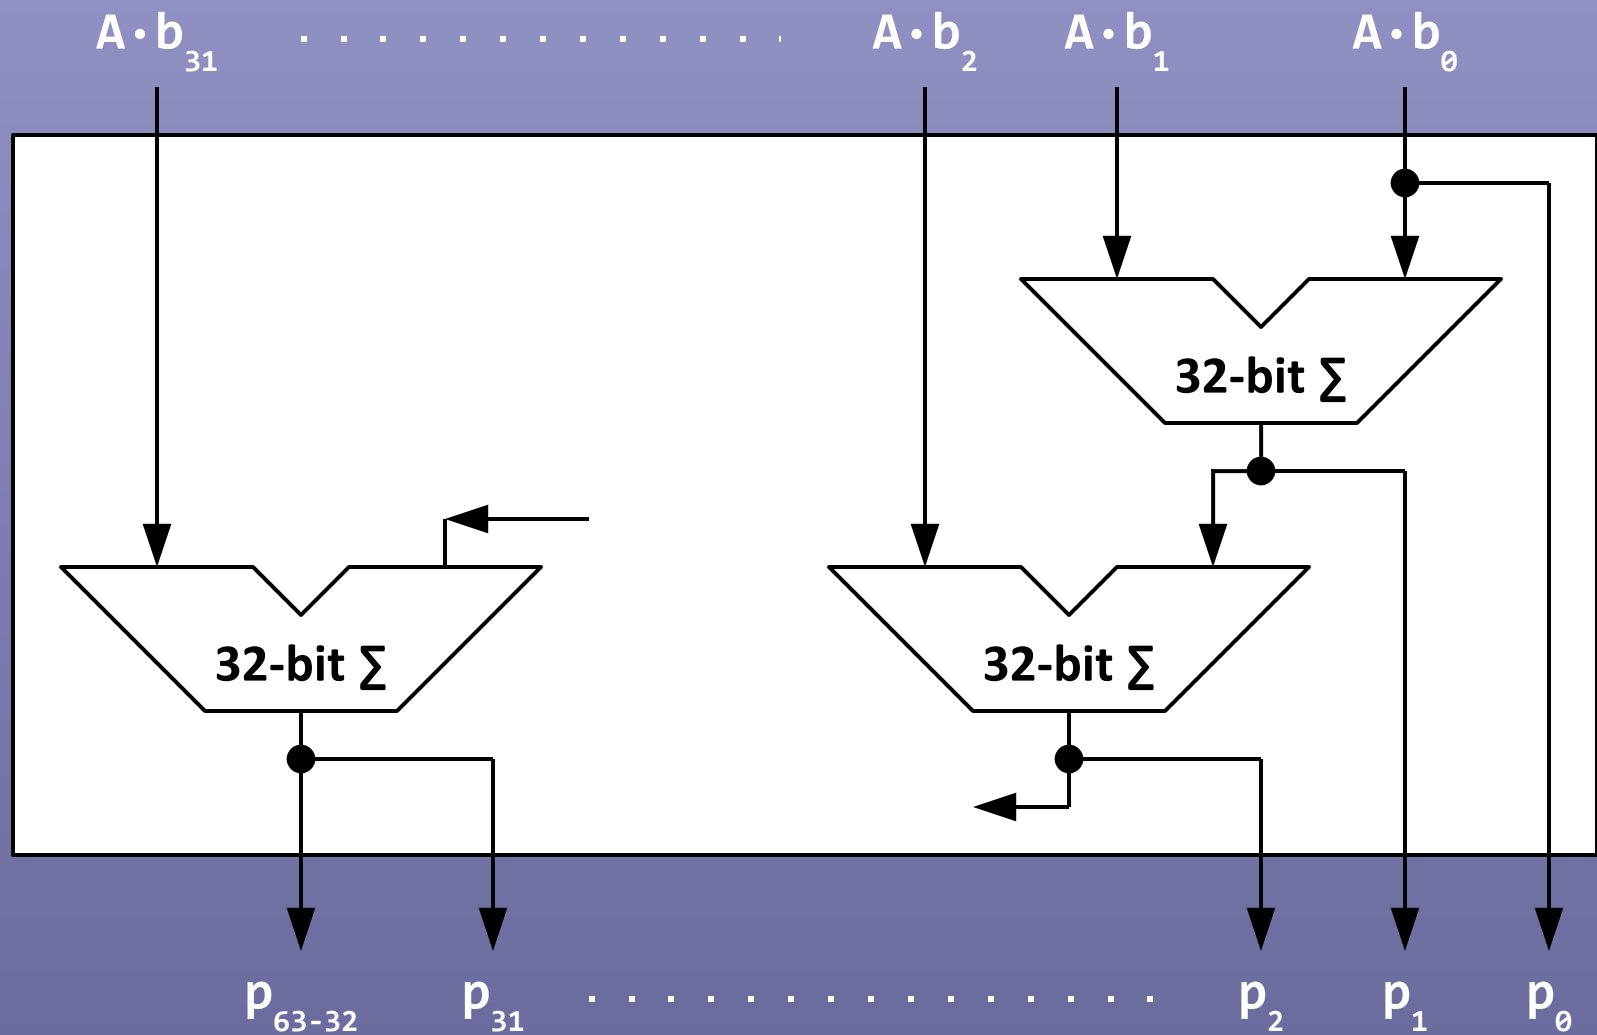 A·b31 . . . . . . . . . . . . . A·b2 A·b1 A·b0
32-bit ∑
32-bit ∑ 32-bit ∑
p63-32 p31 . . . . . . . . . . . . . . . p2 p1 p0